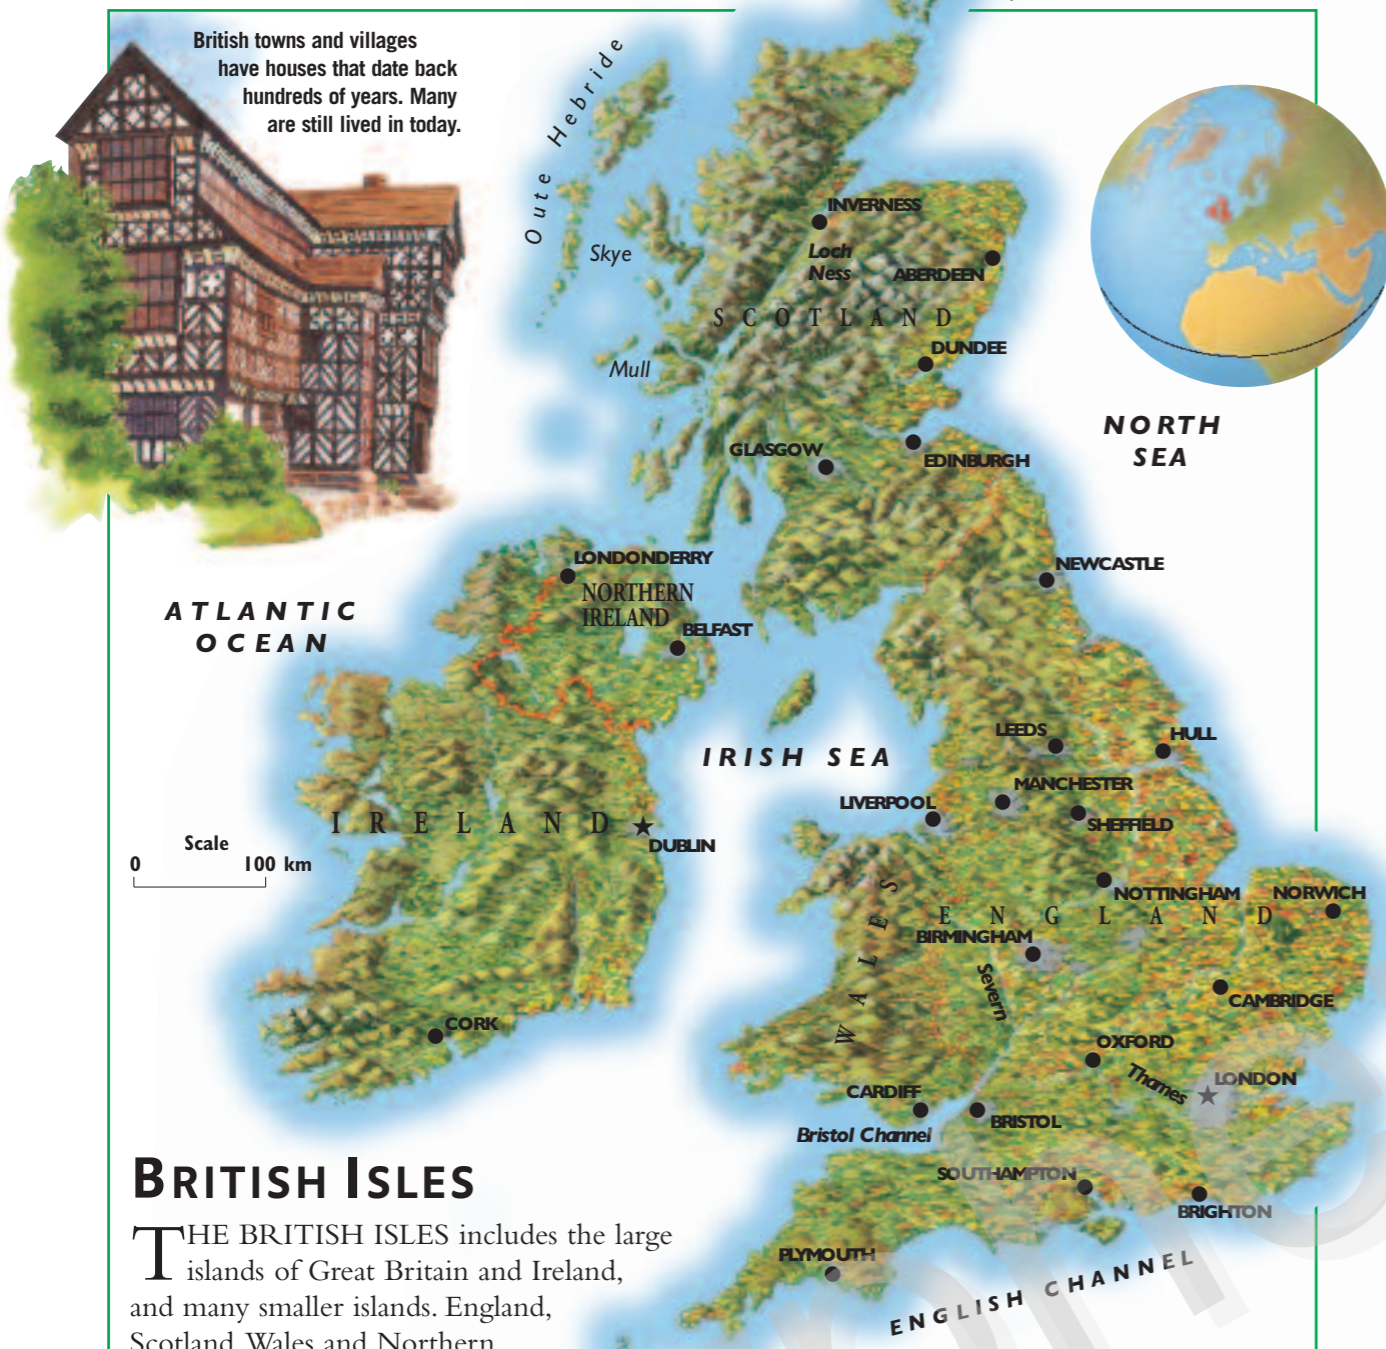 British towns and villages
have houses that date back
hundreds of years. Many
are still lived in today.
Oute Hebride
Skye
INVERNESS
Loch
Ness
ABERDEEN
SCOTLAND
DUNDEE
Mull
NORTH
SEA
GLASGOW
EDINBURGH
LONDONDERRY
NORTHERN
IRELAND
BELFAST
NEWCASTLE
ATLANTIC
OCEAN
IRISH SEA
LEEDS
HULL
MANCHESTER
LIVERPOOL
SHEFFIELD
IRELAND
DUBLIN
Scale
0 100 km
NOTTINGHAM
NORWICH
WALES
ENGLAND
BIRMINGHAM
Severn
CAMBRIDGE
CORK
OXFORD
Thames
LONDON
CARDIFF
BRISTOL
Bristol Channel
SOUTHAMPTON
BRIGHTON
PLYMOUTH
ENGLISH CHANNEL
BRITISH ISLES
THE BRITISH ISLES includes the large
islands of Great Britain and Ireland,
and many smaller islands. England,
Scotland, Wales and Northern